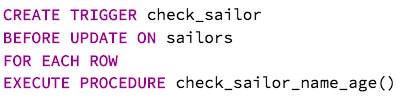 CREATE TRIGGER check_sailor
BEFORE UPDATE ON sailors
FOR EACH ROW
EXECUTE PROCEDURE check_sailor_name_age()